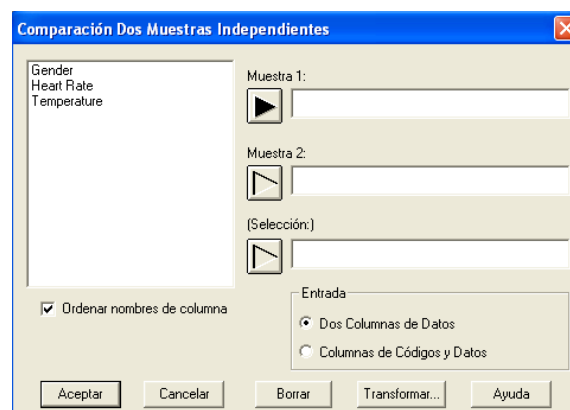 Comparación Dos Muestras Independientes
Gender
Heart Rate
Temperature
Muestra 1:
Muestra 2:
(Selección:)
Ordenar nombres de columna
Entrada
Dos Columnas de Datos
Columnas de Códigos y Datos
Aceptar
Cancelar
Borrar
Transformar...
Ayuda